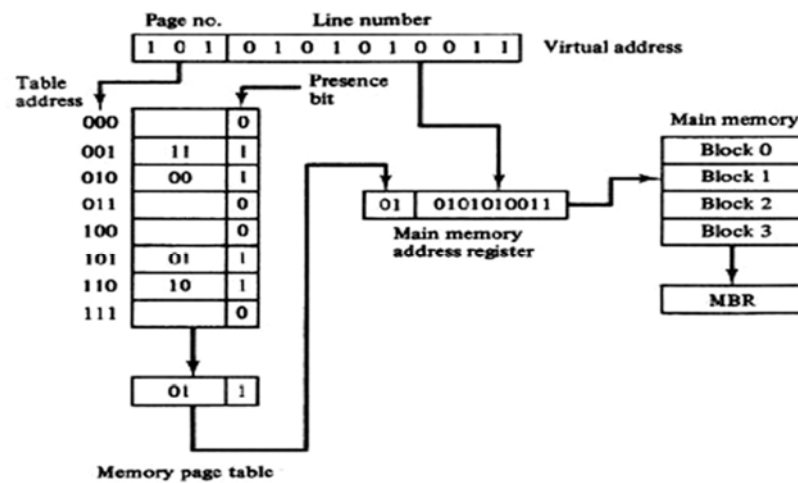 Page no. Line number
1 0 1 0 1 0 1 0 1 0 0 1 1 Virtual address
Table address
Presence bit
000 0
001 11 1
010 00 1
011 0
100 0
101 01 1
110 10 1
111 0
01 1
Memory page table
01 0101010011
Main memory address register
Main memory
Block 0
Block 1
Block 2
Block 3
MBR